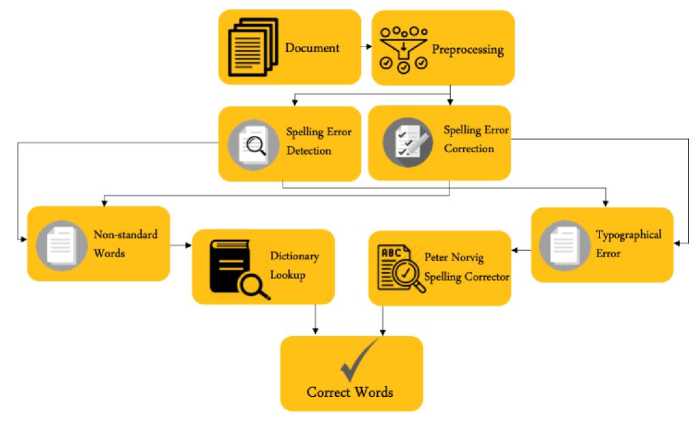 Document
Preprocessing
Spelling Error
Detection
Spelling Error
Correction
Non-standard
Words
Dictionary
Lookup
ABC
Peter Norvig
Spelling Corrector
Typographical
Error
Correct Words